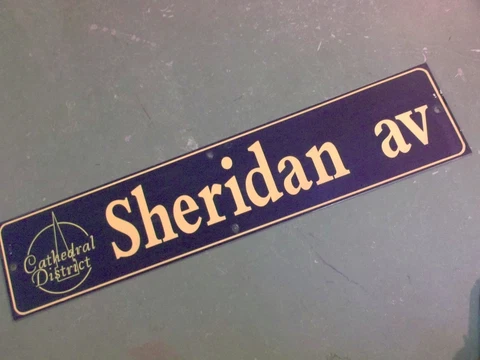 Cathedral
District
Sheridan av